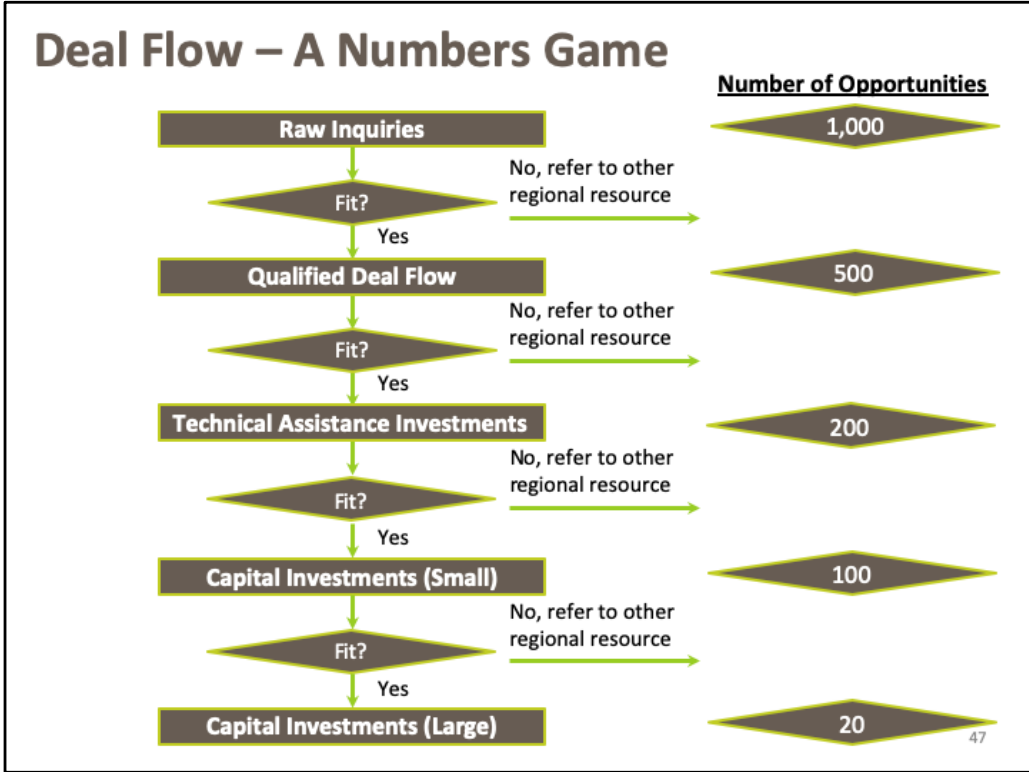 Deal Flow – A Numbers Game
Number of Opportunities
Raw Inquiries
1,000
No, refer to other
regional resource
Fit?
Yes
Qualified Deal Flow
500
No, refer to other
regional resource
Fit?
Yes
Technical Assistance Investments
200
No, refer to other
regional resource
Fit?
Yes
Capital Investments (Small)
100
No, refer to other
regional resource
Fit?
Yes
Capital Investments (Large)
20
47